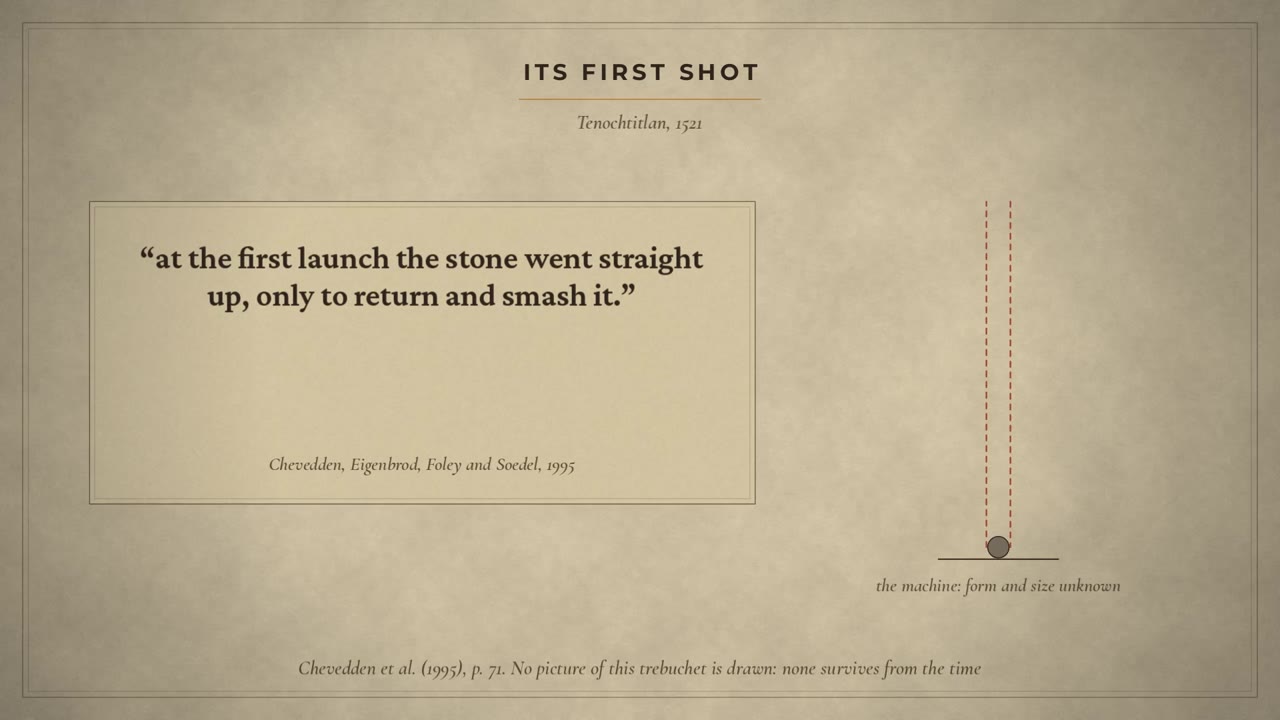 ITS FIRST SHOT
Tenochtitlan, 1521
“at the first launch the stone went straight
up, only to return and smash it.”
Chevedden, Eigenbrod, Foley and Soedel, 1995
the machine: form and size unknown
Chevedden et al. (1995), p. 71. No picture of this trebuchet is drawn: none survives from the time